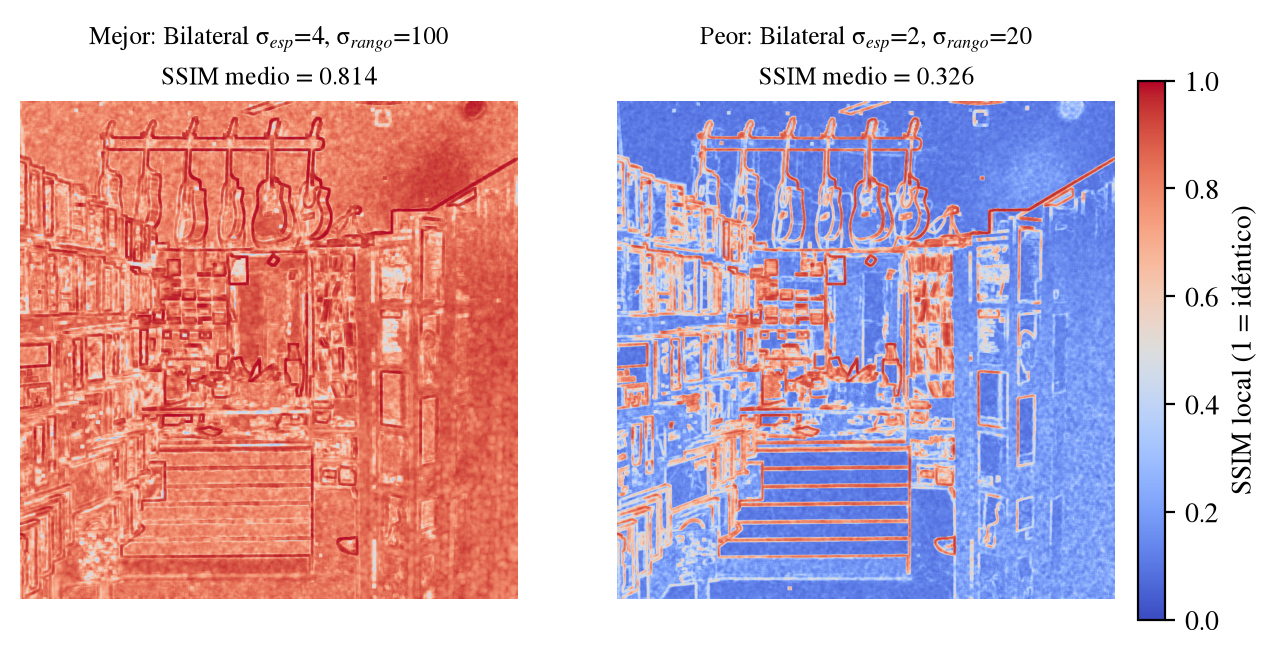 Mejor: Bilateral σesp=4, σrango=100
SSIM medio = 0.814
Peor: Bilateral σesp=2, σrango=20
SSIM medio = 0.326
1.0
0.8
0.6
0.4
0.2
0.0
SSIM local (1 = idéntico)